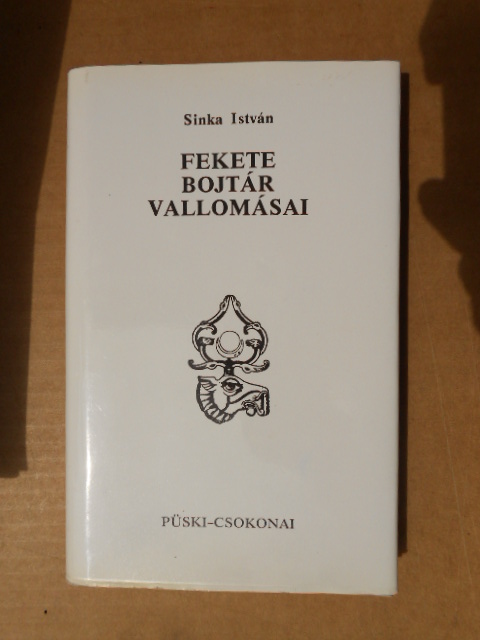 Sinka István
FEKETE
BOJTÁR
VALLOMÁSAI
PÜSKI-CSOKONAI